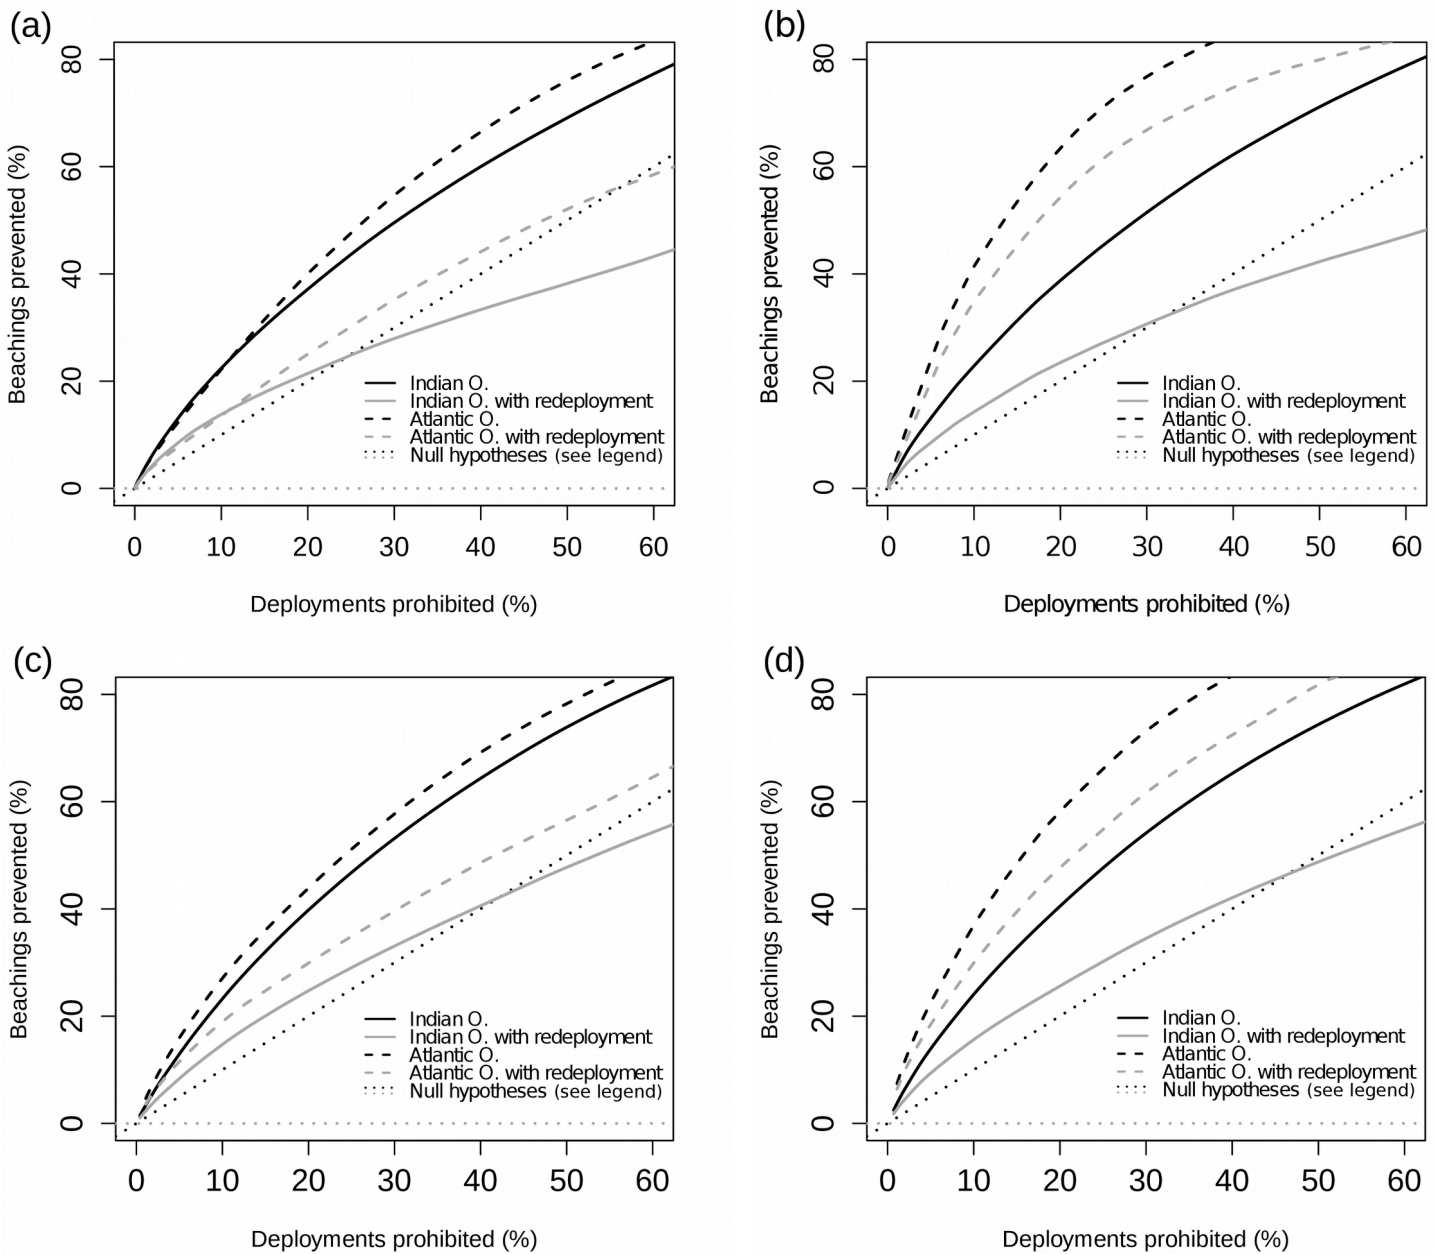 (a)
80
60
40
20
0
Beachings prevented (%)
Indian O.
Indian O. with redeployment
Atlantic O.
Atlantic O. with redeployment
Null hypotheses (see legend)
0 10 20 30 40 50 60
Deployments prohibited (%)
(b)
80
60
40
20
0
Beachings prevented (%)
Indian O.
Indian O. with redeployment
Atlantic O.
Atlantic O. with redeployment
Null hypotheses (see legend)
0 10 20 30 40 50 60
Deployments prohibited (%)
(c)
80
60
40
20
0
Beachings prevented (%)
Indian O.
Indian O. with redeployment
Atlantic O.
Atlantic O. with redeployment
Null hypotheses (see legend)
0 10 20 30 40 50 60
Deployments prohibited (%)
(d)
80
60
40
20
0
Beachings prevented (%)
Indian O.
Indian O. with redeployment
Atlantic O.
Atlantic O. with redeployment
Null hypotheses (see legend)
0 10 20 30 40 50 60
Deployments prohibited (%)